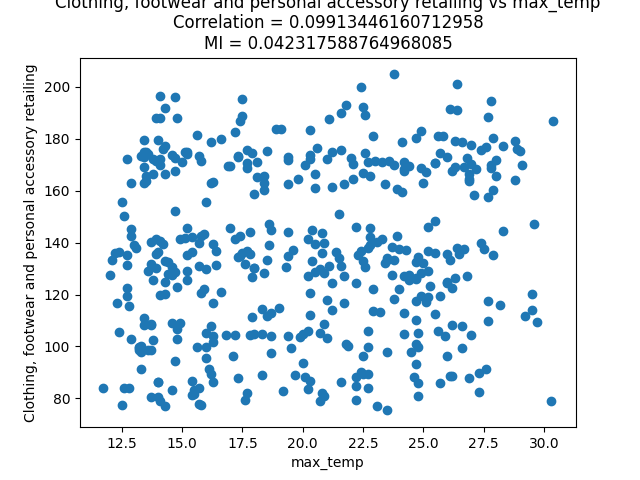 Clothing, footwear and personal accessory retailing vs max_temp
Correlation = 0.09913446160712958
MI = 0.042317588764968085
Clothing, footwear and personal accessory retailing
200
180
160
140
120
100
80
12.5 15.0 17.5 20.0 22.5 25.0 27.5 30.0
max_temp